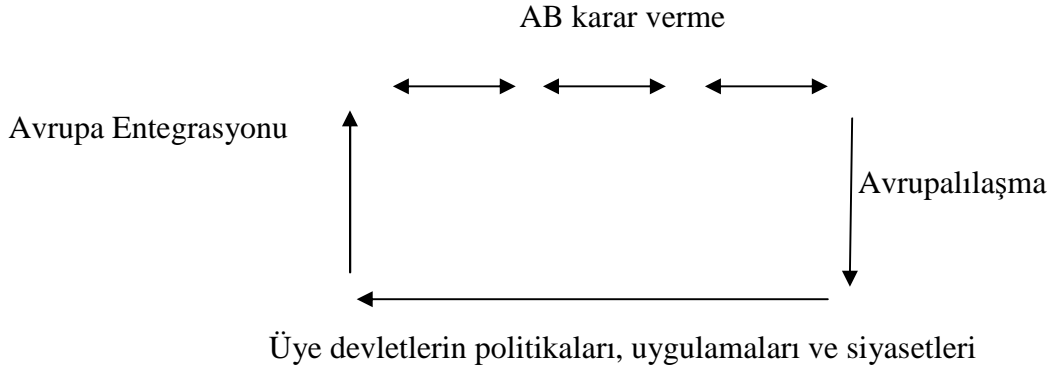 AB karar verme
Avrupa Entegrasyonu
Avrupalılaşma
Üye devletlerin politikaları, uygulamaları ve siyasetleri